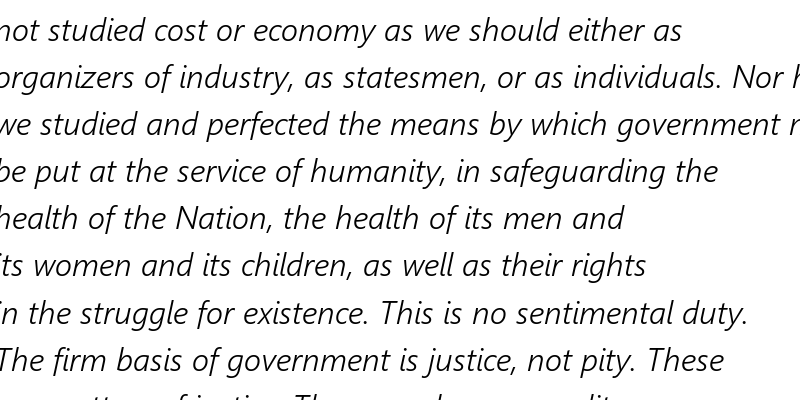 not studied cost or economy as we should either as
organizers of industry, as statesmen, or as individuals. Nor
we studied and perfected the means by which government
be put at the service of humanity, in safeguarding the
health of the Nation, the health of its men and
its women and its children, as well as their rights
in the struggle for existence. This is no sentimental duty.
The firm basis of government is justice, not pity. These